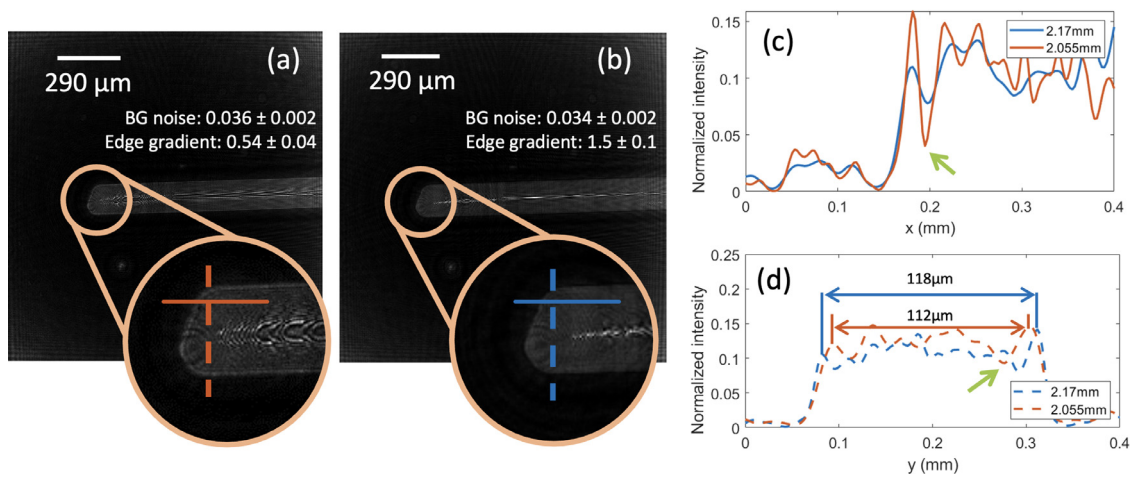 (a)
290 μm
BG noise: 0.036 ± 0.002
Edge gradient: 0.54 ± 0.04
(b)
290 μm
BG noise: 0.034 ± 0.002
Edge gradient: 1.5 ± 0.1
(c)
Normalized intensity
0.15
0.1
0.05
0
0
0.1
0.2
0.3
0.4
x (mm)
2.17mm
2.055mm
(d)
Normalized intensity
0.25
0.2
0.15
0.1
0.05
0
0
0.1
0.2
0.3
0.4
y (mm)
118μm
112μm
2.17mm
2.055mm